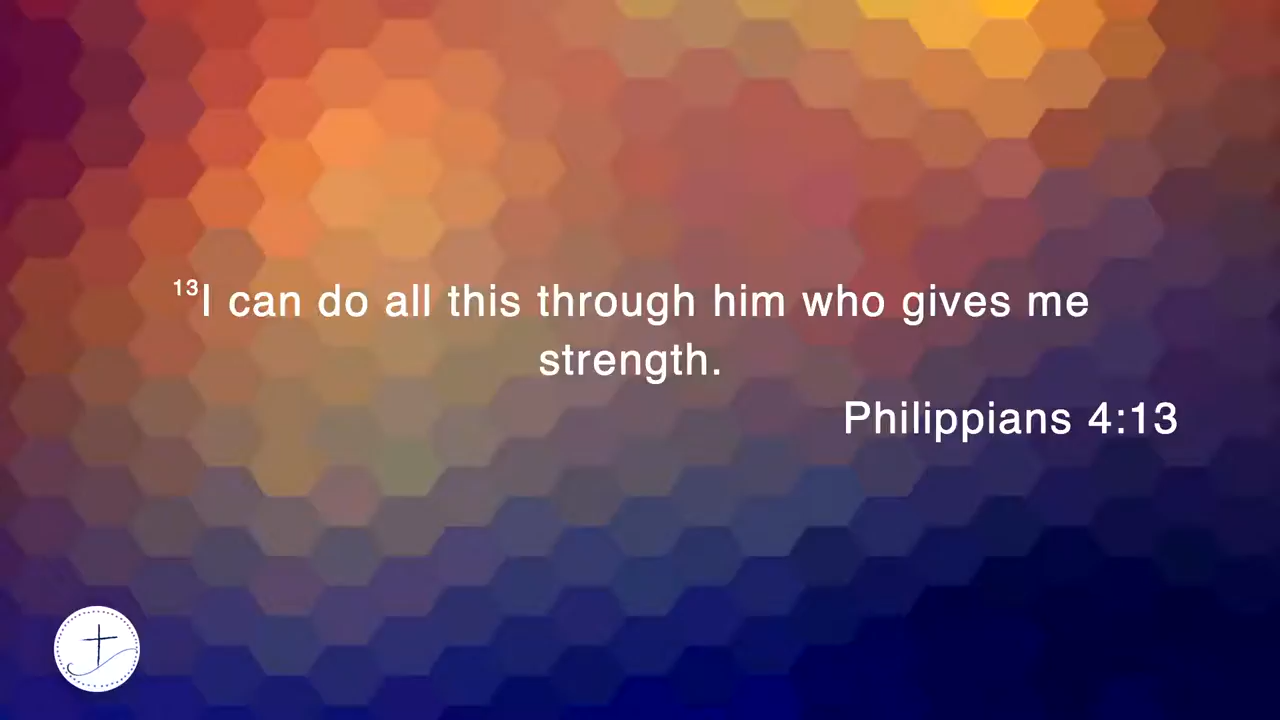 ¹³I can do all this through him who gives me
strength.
Philippians 4:13